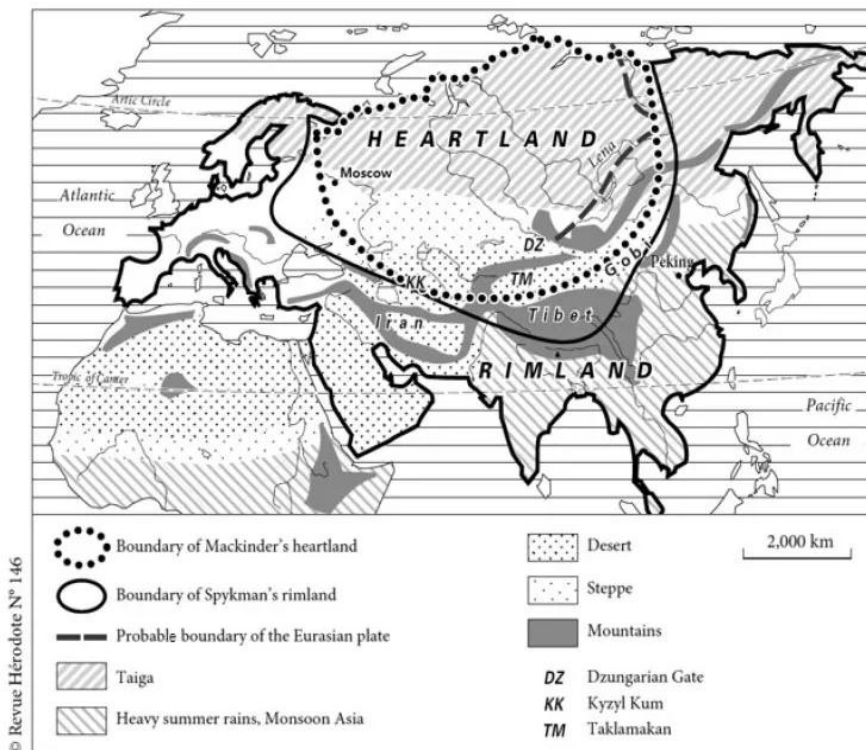 Artic Circle
HEARTLAND
Lena
Moscow
Atlantic
Ocean
DZ
Gobi
Peking
KK
TM
Iran
Tibet
RIMLAND
Tropic of Cancer
Pacific
Ocean
Boundary of Mackinder's heartland
Boundary of Spykman's rimland
Probable boundary of the Eurasian plate
Taiga
Heavy summer rains, Monsoon Asia
Desert
Steppe
Mountains
DZ Dzungarian Gate
KK Kyzyl Kum
TM Taklamakan
2,000 km
© Revue Hérodote N° 146